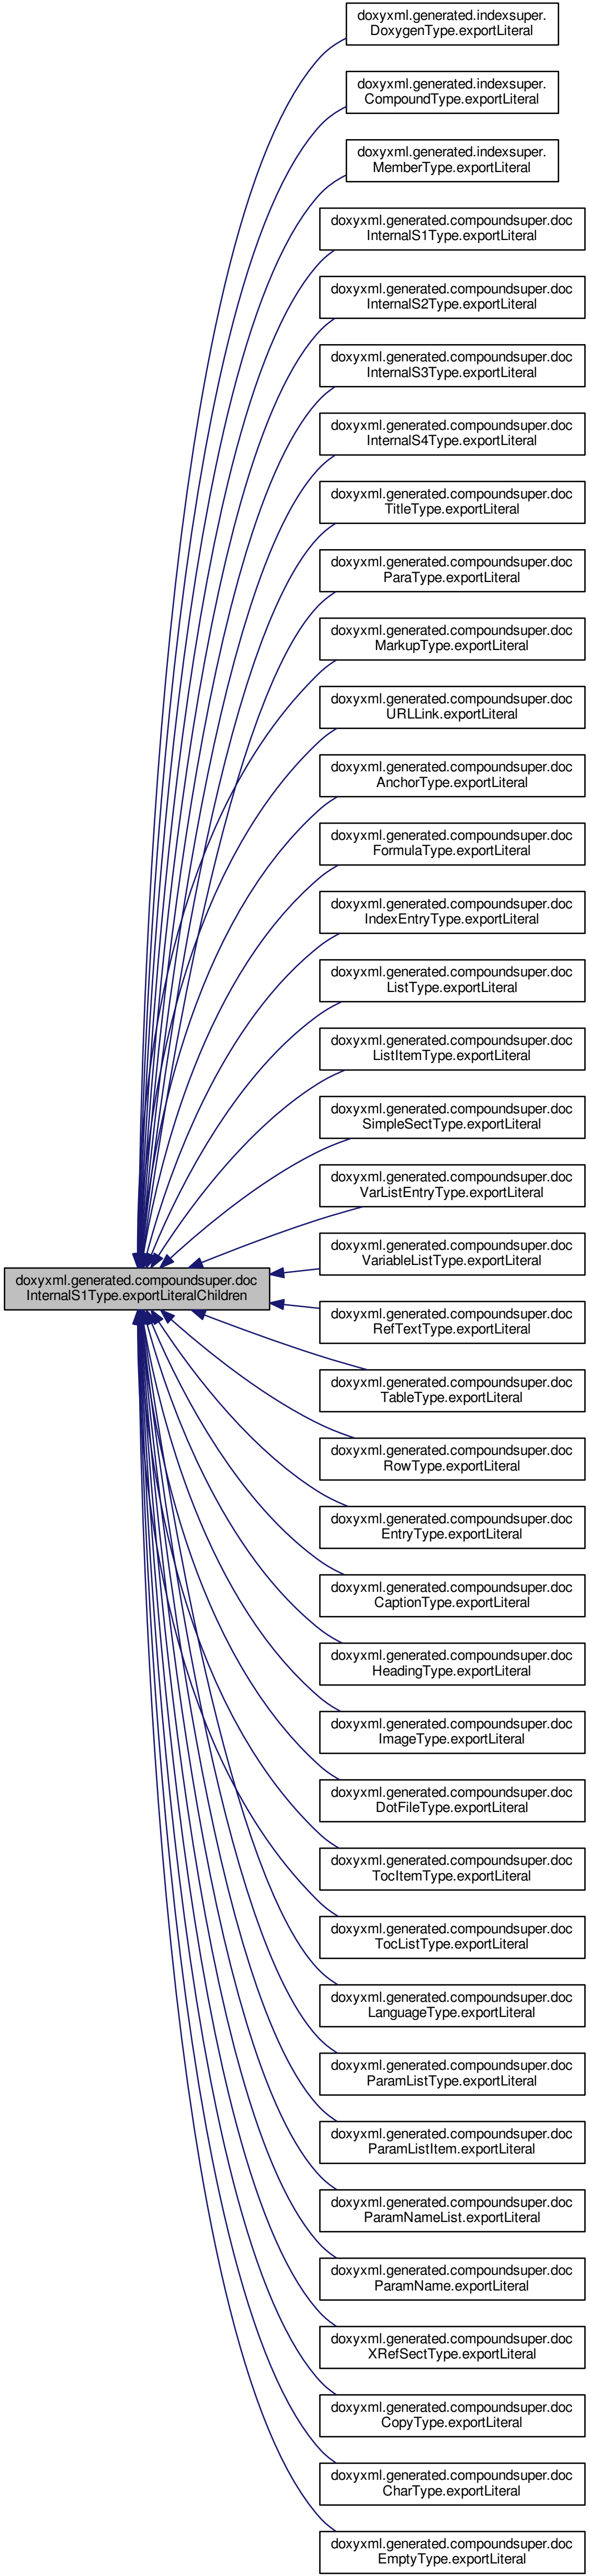 doxyxml.generated.indexsuper.
DoxygenType.exportLiteral
doxyxml.generated.indexsuper.
CompoundType.exportLiteral
doxyxml.generated.indexsuper.
MemberType.exportLiteral
doxyxml.generated.compoundsuper.doc
InternalS1Type.exportLiteral
doxyxml.generated.compoundsuper.doc
InternalS2Type.exportLiteral
doxyxml.generated.compoundsuper.doc
InternalS3Type.exportLiteral
doxyxml.generated.compoundsuper.doc
InternalS4Type.exportLiteral
doxyxml.generated.compoundsuper.doc
TitleType.exportLiteral
doxyxml.generated.compoundsuper.doc
ParaType.exportLiteral
doxyxml.generated.compoundsuper.doc
MarkupType.exportLiteral
doxyxml.generated.compoundsuper.doc
URLLink.exportLiteral
doxyxml.generated.compoundsuper.doc
AnchorType.exportLiteral
doxyxml.generated.compoundsuper.doc
FormulaType.exportLiteral
doxyxml.generated.compoundsuper.doc
IndexEntryType.exportLiteral
doxyxml.generated.compoundsuper.doc
ListType.exportLiteral
doxyxml.generated.compoundsuper.doc
ListItemType.exportLiteral
doxyxml.generated.compoundsuper.doc
SimpleSectType.exportLiteral
doxyxml.generated.compoundsuper.doc
VarListEntryType.exportLiteral
doxyxml.generated.compoundsuper.doc
VariableListType.exportLiteral
doxyxml.generated.compoundsuper.doc
InternalS1Type.exportLiteralChildren
doxyxml.generated.compoundsuper.doc
RefTextType.exportLiteral
doxyxml.generated.compoundsuper.doc
TableType.exportLiteral
doxyxml.generated.compoundsuper.doc
RowType.exportLiteral
doxyxml.generated.compoundsuper.doc
EntryType.exportLiteral
doxyxml.generated.compoundsuper.doc
CaptionType.exportLiteral
doxyxml.generated.compoundsuper.doc
HeadingType.exportLiteral
doxyxml.generated.compoundsuper.doc
ImageType.exportLiteral
doxyxml.generated.compoundsuper.doc
DotFileType.exportLiteral
doxyxml.generated.compoundsuper.doc
TocItemType.exportLiteral
doxyxml.generated.compoundsuper.doc
TocListType.exportLiteral
doxyxml.generated.compoundsuper.doc
LanguageType.exportLiteral
doxyxml.generated.compoundsuper.doc
ParamListType.exportLiteral
doxyxml.generated.compoundsuper.doc
ParamListItem.exportLiteral
doxyxml.generated.compoundsuper.doc
ParamNameList.exportLiteral
doxyxml.generated.compoundsuper.doc
ParamName.exportLiteral
doxyxml.generated.compoundsuper.doc
XRefSectType.exportLiteral
doxyxml.generated.compoundsuper.doc
CopyType.exportLiteral
doxyxml.generated.compoundsuper.doc
CharType.exportLiteral
doxyxml.generated.compoundsuper.doc
EmptyType.exportLiteral